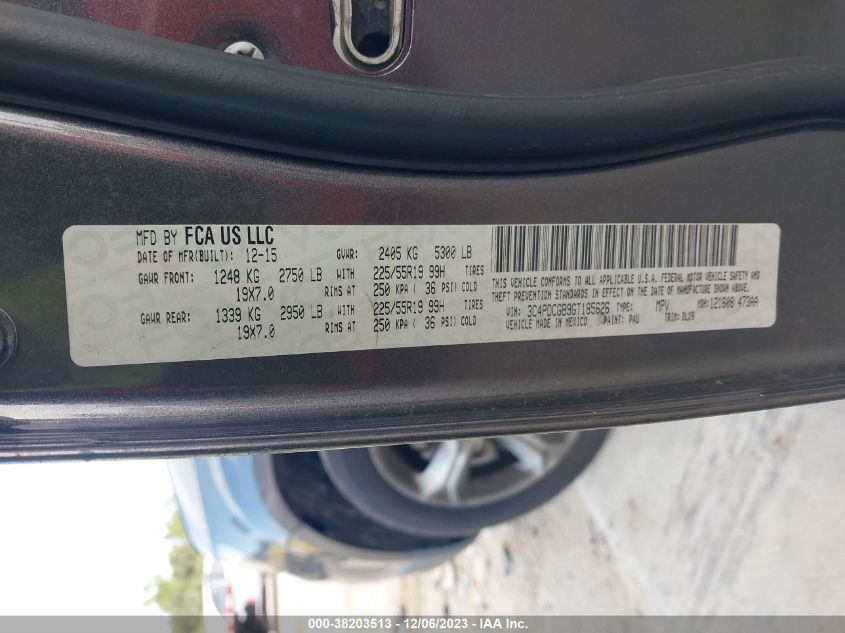 MFD BY FCA US LLC
DATE OF MFR(BUILT): 12-15 GVWR: 2405 KG 5300 LB
GAWR FRONT: 1248 KG 2750 LB WITH 225/55R19 99H TIRES
19X7.0 RIMS AT 250 KPA ( 36 PSI) COLD
GAWR REAR: 1339 KG 2950 LB WITH 225/55R19 99H TIRES
19X7.0 RIMS AT 250 KPA ( 36 PSI) COLD
THIS VEHICLE CONFORMS TO ALL APPLICABLE U.S.A. FEDERAL MOTOR VEHICLE SAFETY AND
THEFT PREVENTION STANDARDS IN EFFECT ON THE DATE OF MANUFACTURE SHOWN ABOVE.
VIN: 3C4PDCGB9GT185626 TYPE: MPV MDH: 121608 473AA
MADE IN MEXICO PAINT: PAU TRIM: DLX9
000-38203513 - 12/06/2023 - IAA Inc.